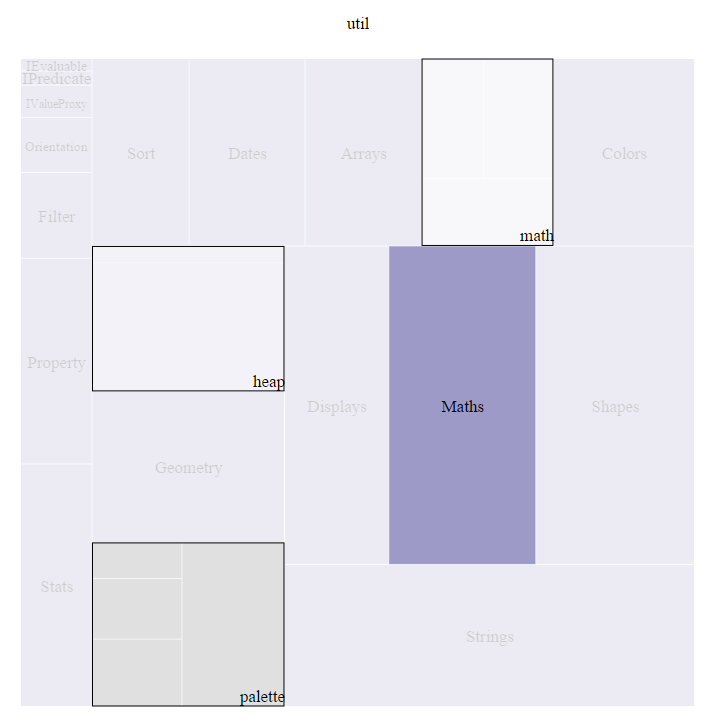 util
IEvaluable
IPredicate
IValueProxy
Orientation
Sort
Dates
Arrays
Colors
Filter
math
Property
heap
Displays
Maths
Shapes
Geometry
Stats
Strings
palette